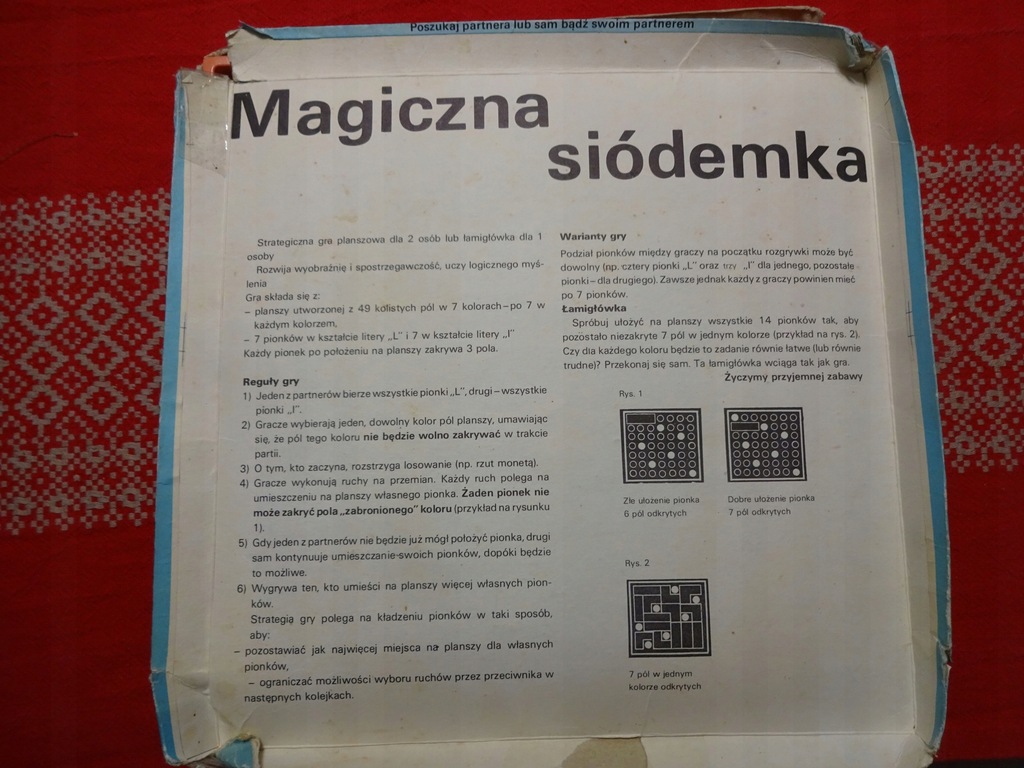 Poszukaj partnera lub sam bądź swoim partnerem
Magiczna
siódemka
Strategiczna gra planszowa dla 2 osób lub łamigłówka dla 1
osoby
Rozwija wyobraźnię i spostrzegawczość, uczy logicznego myś-
lenia
Gra składa się z:
– planszy utworzonej z 49 kolistych pól w 7 kolorach – po 7 w
każdym kolorzem,
– 7 pionków w kształcie litery „L" i 7 w kształcie litery „I"
Każdy pionek po położeniu na planszy zakrywa 3 pola.
Reguły gry
1) Jeden z partnerów bierze wszystkie pionki „L", drugi – wszystkie
pionki „I".
2) Gracze wybierają jeden, dowolny kolor pól planszy, umawiając
się, że pól tego koloru nie będzie wolno zakrywać w trakcie
partii.
3) O tym, kto zaczyna, rozstrzyga losowanie (np. rzut monetą).
4) Gracze wykonują ruchy na przemian. Każdy ruch polega na
umieszczeniu na planszy własnego pionka. Żaden pionek nie
może zakryć pola „zabronionego" koloru (przykład na rysunku
1).
5) Gdy jeden z partnerów nie będzie już mógł położyć pionka, drugi
sam kontynuuje umieszczanie swoich pionków, dopóki będzie
to możliwe.
6) Wygrywa ten, kto umieści na planszy więcej własnych pion-
ków.
Strategia gry polega na kładzeniu pionków w taki sposób,
aby:
– pozostawiać jak najwięcej miejsca na planszy dla własnych
pionków,
– ograniczać możliwości wyboru ruchów przez przeciwnika w
następnych kolejkach.
Warianty gry
Podział pionków między graczy na początku rozgrywki może być
dowolny (np. cztery pionki „L" oraz trzy „I" dla jednego, pozostałe
pionki – dla drugiego). Zawsze jednak każdy z graczy powinien mieć
po 7 pionków.
Łamigłówka
Spróbuj ułożyć na planszy wszystkie 14 pionków tak, aby
pozostało niezakryte 7 pól w jednym kolorze (przykład na rys. 2).
Czy dla każdego koloru będzie to zadanie równie łatwe (lub równie
trudne)? Przekonaj się sam. Ta łamigłówka wciąga tak jak gra.
Życzymy przyjemnej zabawy
Rys. 1
Złe ułożenie pionka
6 pól odkrytych
Dobre ułożenie pionka
7 pól odkrytych
Rys. 2
7 pól w jednym
kolorze odkrytych